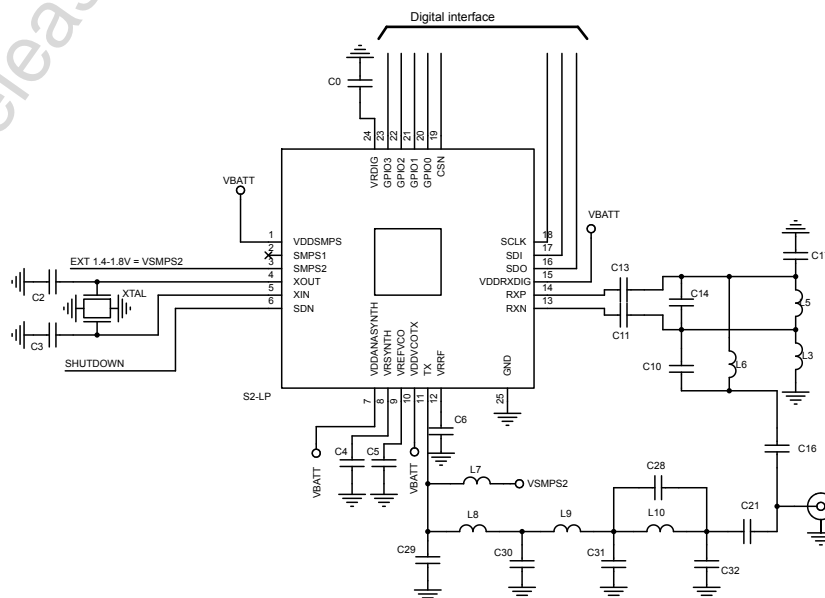 Digital interface
C0
24
23
22
21
20
19
VRDIG
GPIO3
GPIO2
GPIO1
GPIO0
CSN
VBATT
1
VDDSMPS
2
SMPS1
EXT 1.4-1.8V = VSMPS2
3
SMPS2
4
XOUT
5
XIN
6
SDN
C2
XTAL
C3
SHUTDOWN
SCLK
18
SDI
17
SDO
16
VDDRXDIG
15
RXP
14
RXN
13
VBATT
C13
C11
C14
C10
L6
L5
L3
C16
VDDANASYNTH
VRSYNTH
VREFVCO
VDDVCOTX
TX
VRRF
GND
7
8
9
10
11
12
25
S2-LP
VBATT
C4
C5
VBATT
C6
L7
VSMPS2
C28
L8
L9
L10
C21
C29
C30
C31
C32